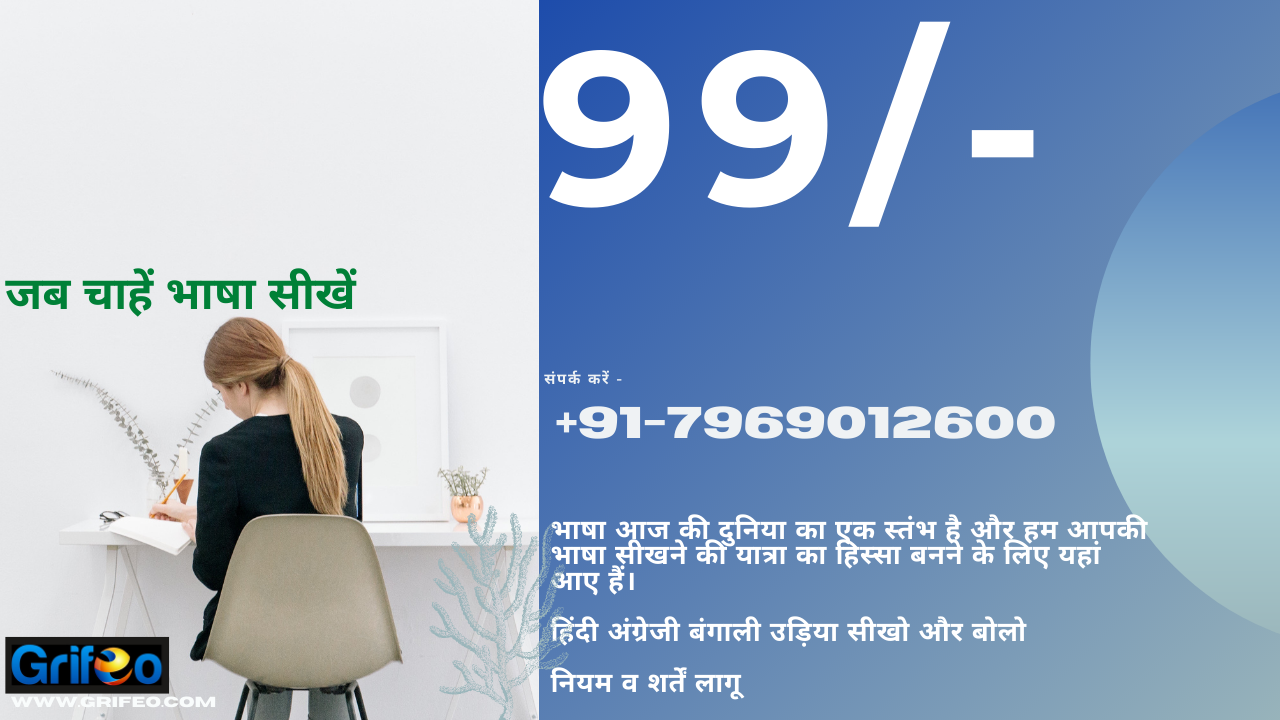 99/-
जब चाहें भाषा सीखें
संपर्क करें -
+91-7969012600
भाषा आज की दुनिया का एक स्तंभ है और हम आपकी
भाषा सीखने की यात्रा का हिस्सा बनने के लिए यहां
आए हैं।
हिंदी अंग्रेजी बंगाली उड़िया सीखो और बोलो
नियम व शर्तें लागू
Grifeo
WWW.GRIFEO.COM